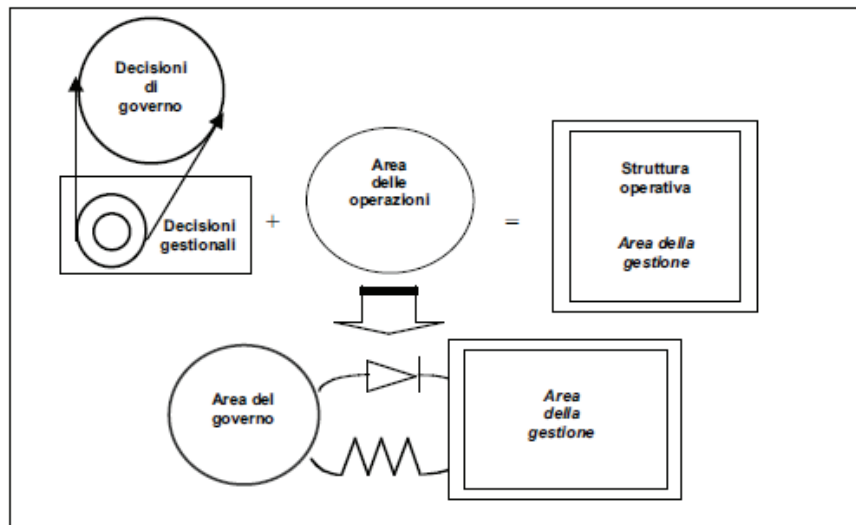 Decisioni
di
governo
Decisioni
gestionali
+
Area
delle
operazioni
=
Struttura
operativa
Area della
gestione
Area del
governo
Area
della
gestione